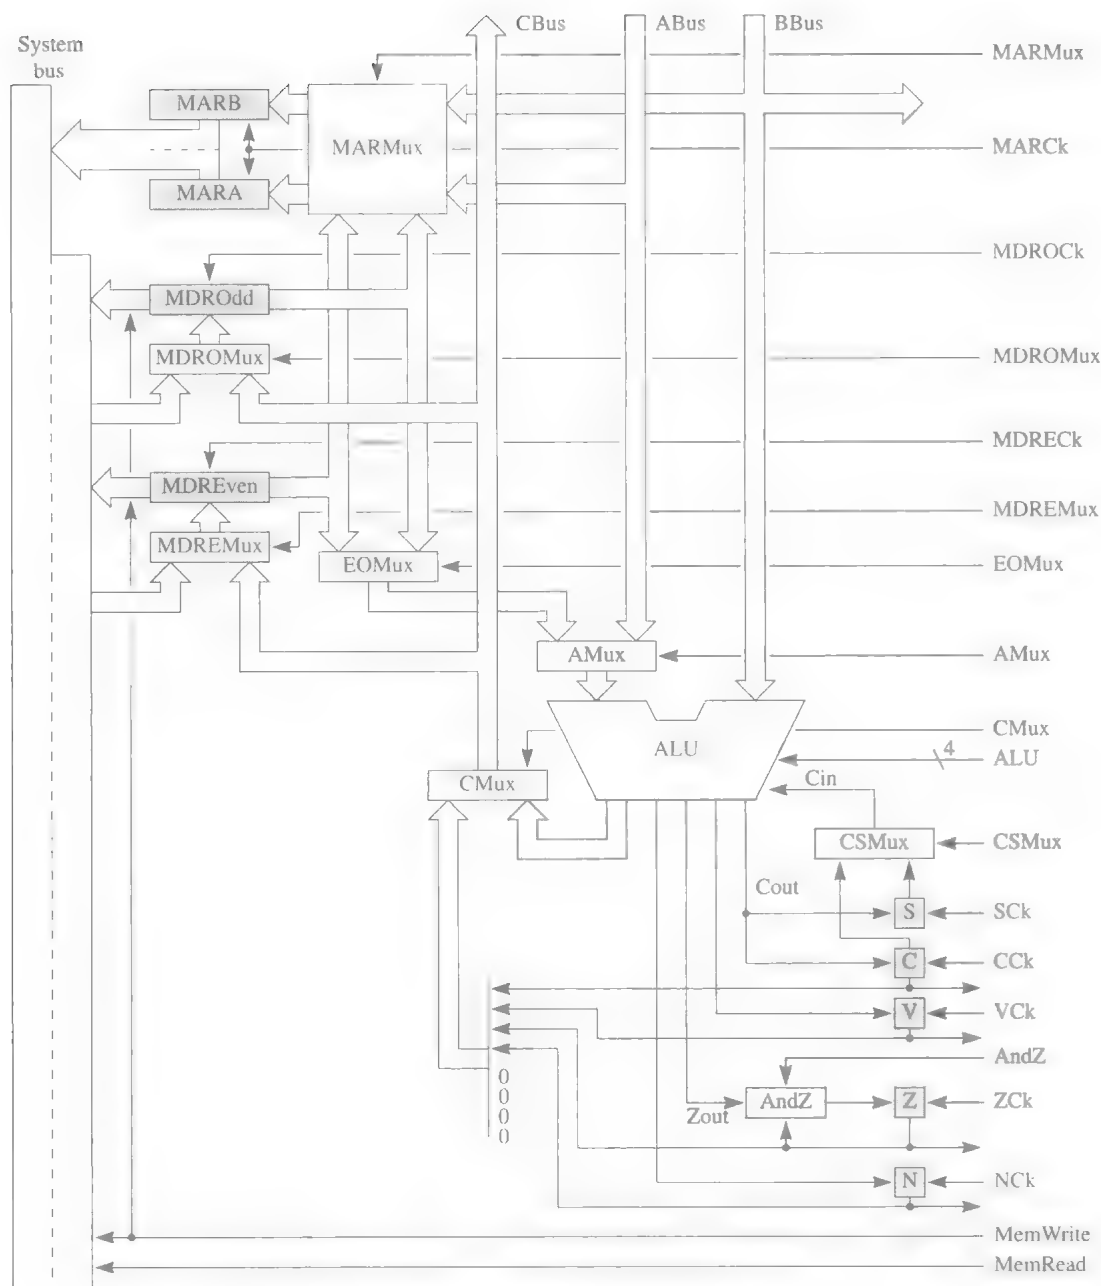 CBus ABus BBus
System
bus
MARMux
MARB
MARMux
MARCk
MARA
MDROCk
MDROdd
MDROMux
MDROMux
MDRECk
MDREven
MDREMux
MDREMux
EOMux
EOMux
AMux
AMux
CMux
ALU
4
ALU
CMux
Cin
CSMux
CSMux
Cout
S
SCk
C
CCk
V
VCk
AndZ
0
0
0
0
Zout
AndZ
Z
ZCk
N
NCk
MemWrite
MemRead